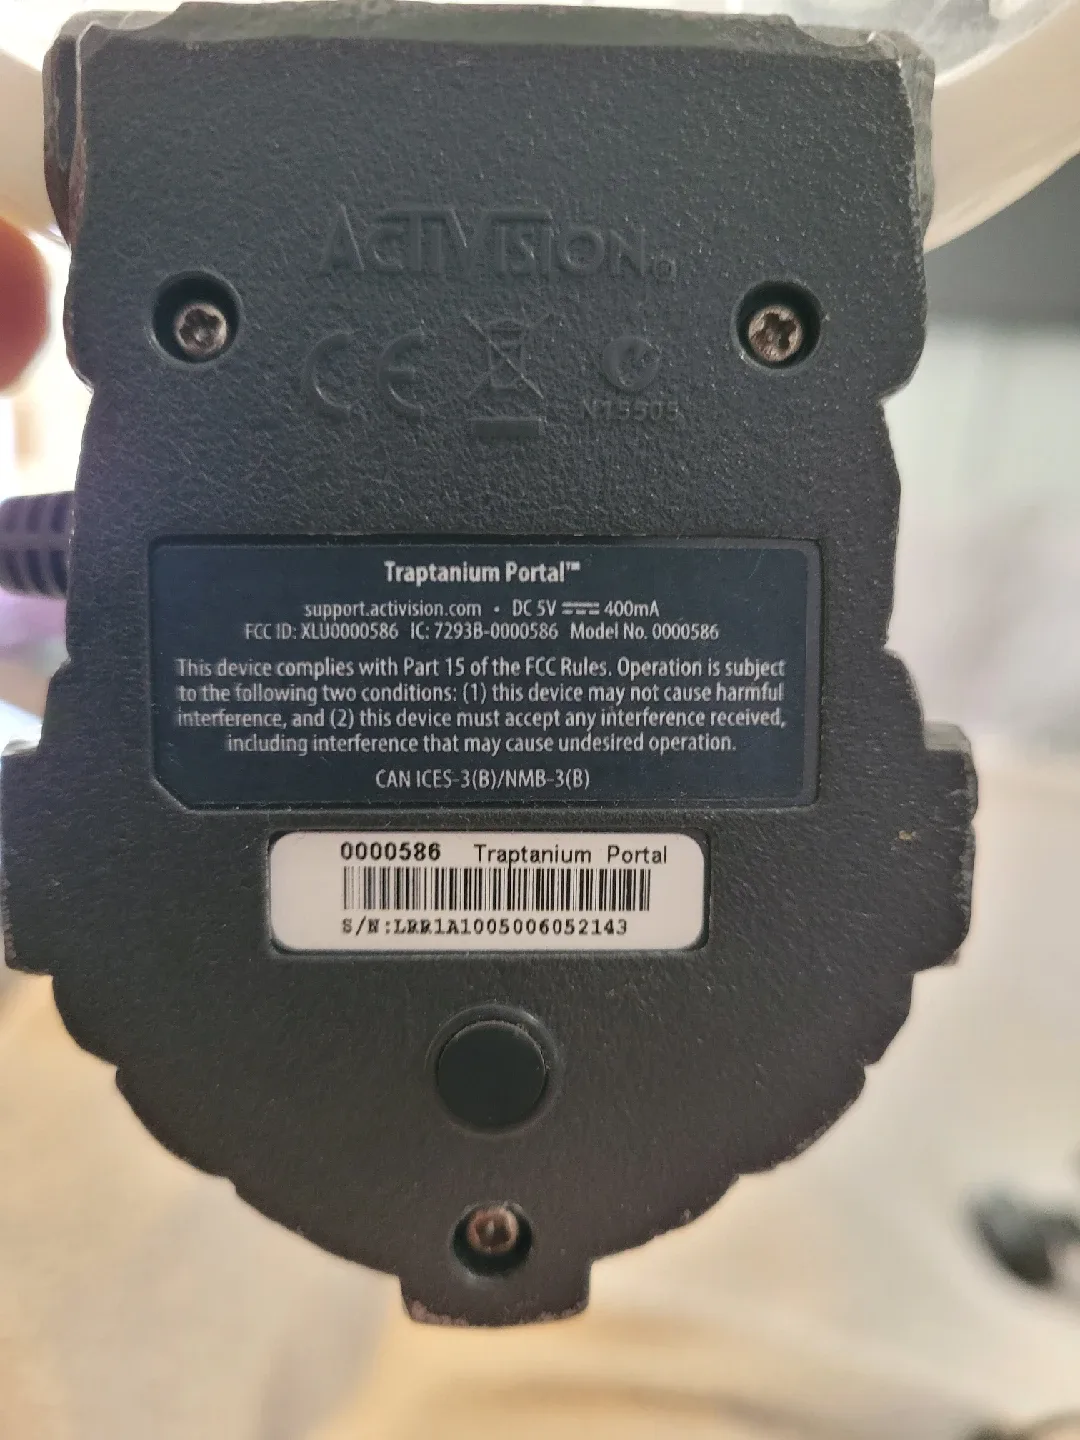 ACTIVISION®
CE
N15505
Traptanium Portal™
support.activision.com • DC 5V ⎓ 400mA
FCC ID: XLU0000586 IC: 7293B-0000586 Model No. 0000586
This device complies with Part 15 of the FCC Rules. Operation is subject
to the following two conditions: (1) this device may not cause harmful
interference, and (2) this device must accept any interference received,
including interference that may cause undesired operation.
CAN ICES-3(B)/NMB-3(B)
0000586 Traptanium Portal
S/N:LRR1A1005006052143